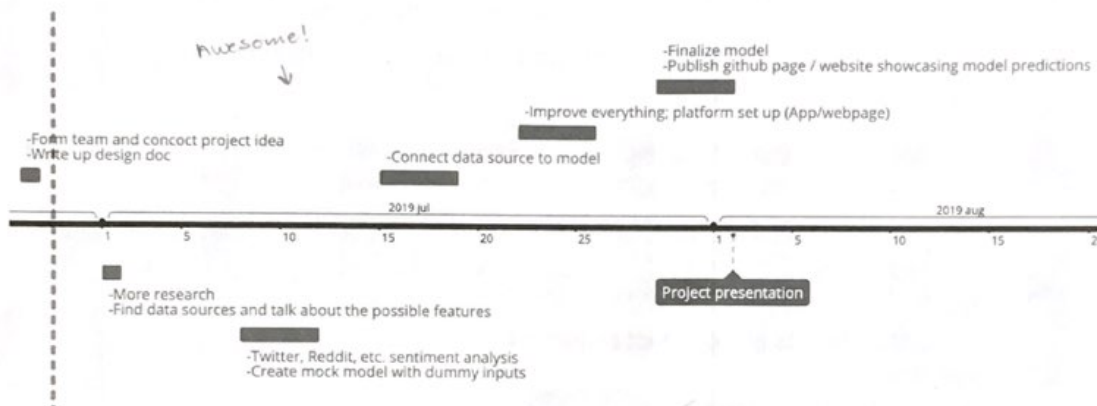 Awesome!
-Finalize model
-Publish github page / website showcasing model predictions
-Improve everything; platform set up (App/webpage)
-Form team and concoct project idea
-Write up design doc
-Connect data source to model
2019 jul
2019 aug
1 5 10 15 20 25 1 5 10 15
-More research
-Find data sources and talk about the possible features
Project presentation
-Twitter, Reddit, etc. sentiment analysis
-Create mock model with dummy inputs